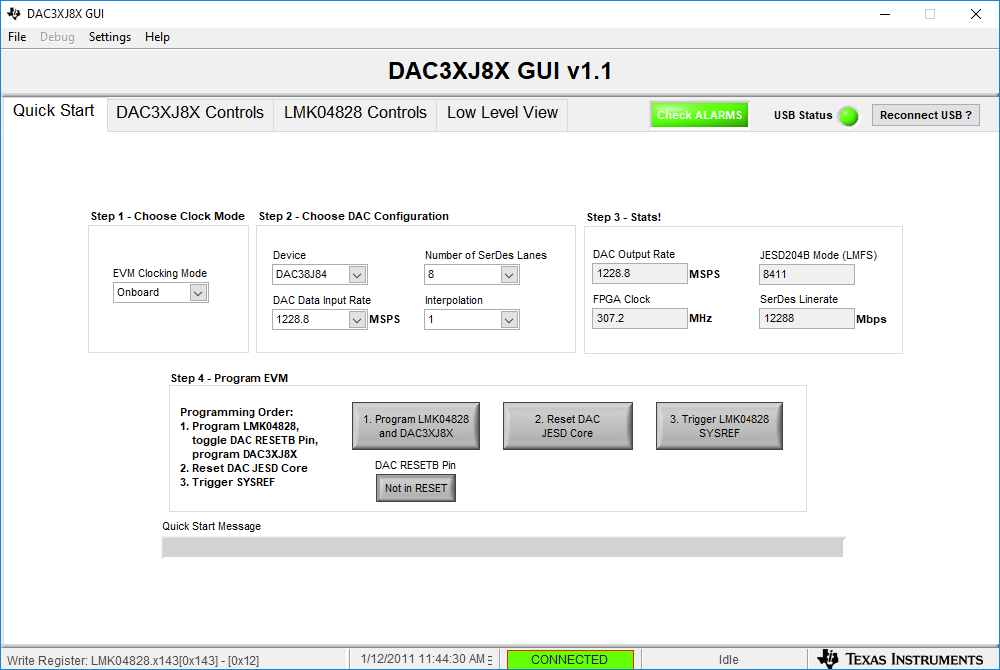 DAC3XJ8X GUI
File Debug Settings Help
DAC3XJ8X GUI v1.1
Quick Start DAC3XJ8X Controls LMK04828 Controls Low Level View Check ALARMS USB Status Reconnect USB ?
Step 1 - Choose Clock Mode
EVM Clocking Mode
Onboard
Step 2 - Choose DAC Configuration
Device Number of SerDes Lanes
DAC38J84 8
DAC Data Input Rate Interpolation
1228.8 MSPS 1
Step 3 - Stats!
DAC Output Rate JESD204B Mode (LMFS)
1228.8 MSPS 8411
FPGA Clock SerDes Linerate
307.2 MHz 12288 Mbps
Step 4 - Program EVM
Programming Order:
1. Program LMK04828,
toggle DAC RESETB Pin,
program DAC3XJ8X
2. Reset DAC JESD Core
3. Trigger SYSREF
1. Program LMK04828
and DAC3XJ8X
2. Reset DAC
JESD Core
3. Trigger LMK04828
SYSREF
DAC RESETB Pin
Not in RESET
Quick Start Message
Write Register: LMK04828.x143[0x143] - [0x12] 1/12/2011 11:44:30 AM CONNECTED Idle TEXAS INSTRUMENTS